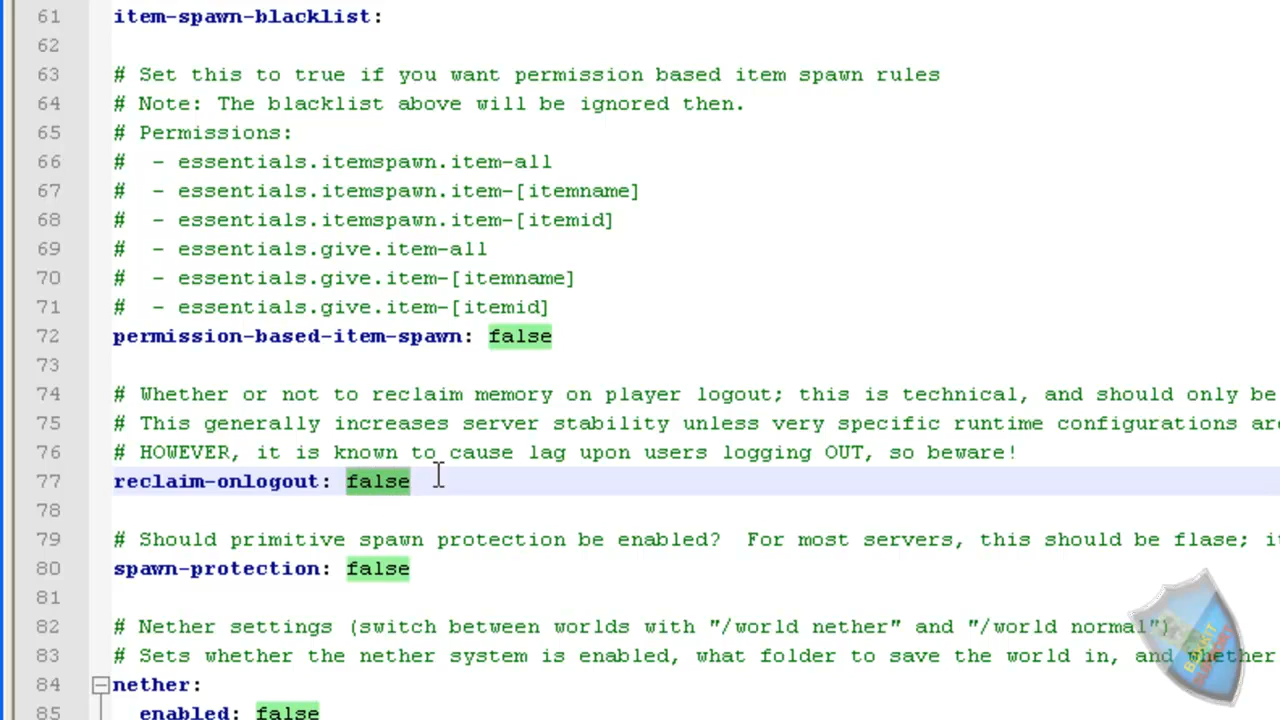 61 item-spawn-blacklist:
62
63 # Set this to true if you want permission based item spawn rules
64 # Note: The blacklist above will be ignored then.
65 # Permissions:
66 #  - essentials.itemspawn.item-all
67 #  - essentials.itemspawn.item-[itemname]
68 #  - essentials.itemspawn.item-[itemid]
69 #  - essentials.give.item-all
70 #  - essentials.give.item-[itemname]
71 #  - essentials.give.item-[itemid]
72 permission-based-item-spawn: false
73
74 # Whether or not to reclaim memory on player logout; this is technical, and should only be
75 # This generally increases server stability unless very specific runtime configurations are
76 # HOWEVER, it is known to cause lag upon users logging OUT, so beware!
77 reclaim-onlogout: false
78
79 # Should primitive spawn protection be enabled?  For most servers, this should be flase; i
80 spawn-protection: false
81
82 # Nether settings (switch between worlds with "/world nether" and "/world normal")
83 # Sets whether the nether system is enabled, what folder to save the world in, and whether
84 nether:
85 enabled: false